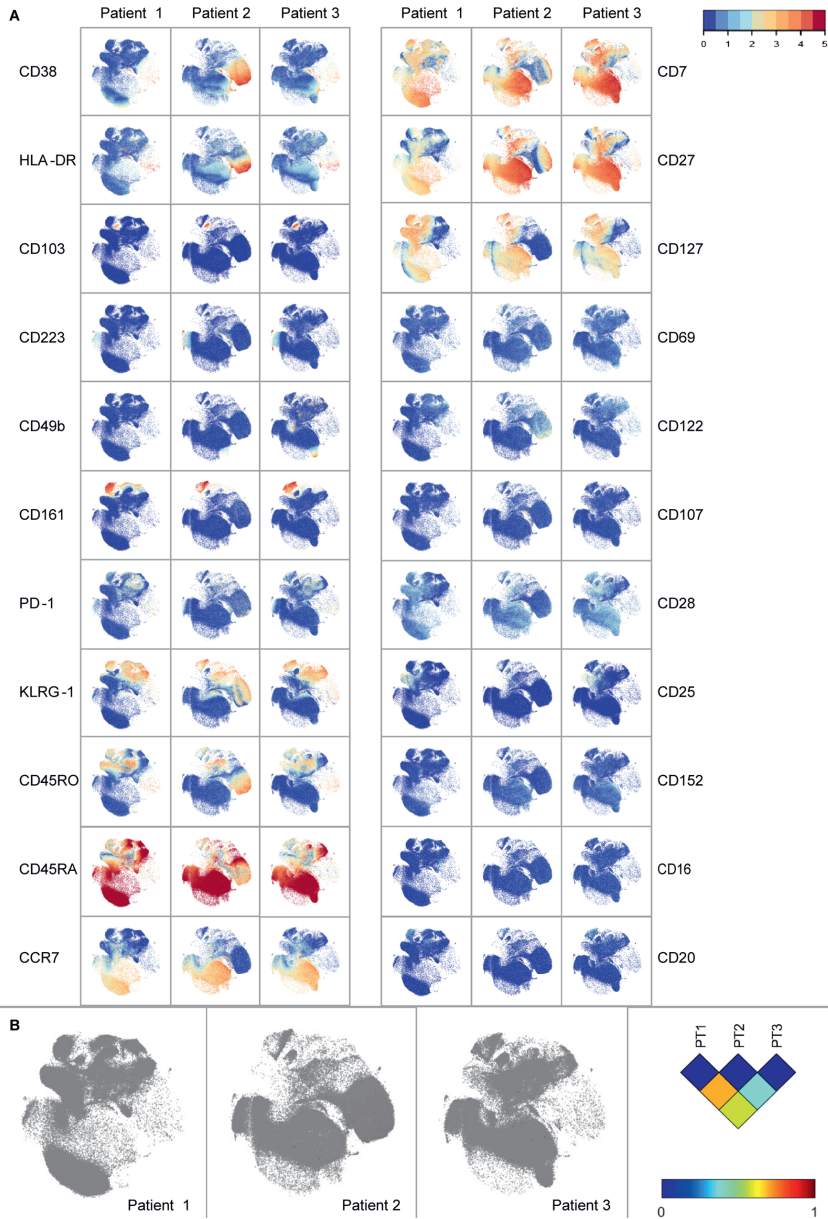 A
Patient 1 Patient 2 Patient 3 Patient 1 Patient 2 Patient 3
0 1 2 3 4 5
CD38 CD7
HLA-DR CD27
CD103 CD127
CD223 CD69
CD49b CD122
CD161 CD107
PD-1 CD28
KLRG-1 CD25
CD45RO CD152
CD45RA CD16
CCR7 CD20
B
PT1 PT2 PT3
Patient 1 Patient 2 Patient 3
0 1